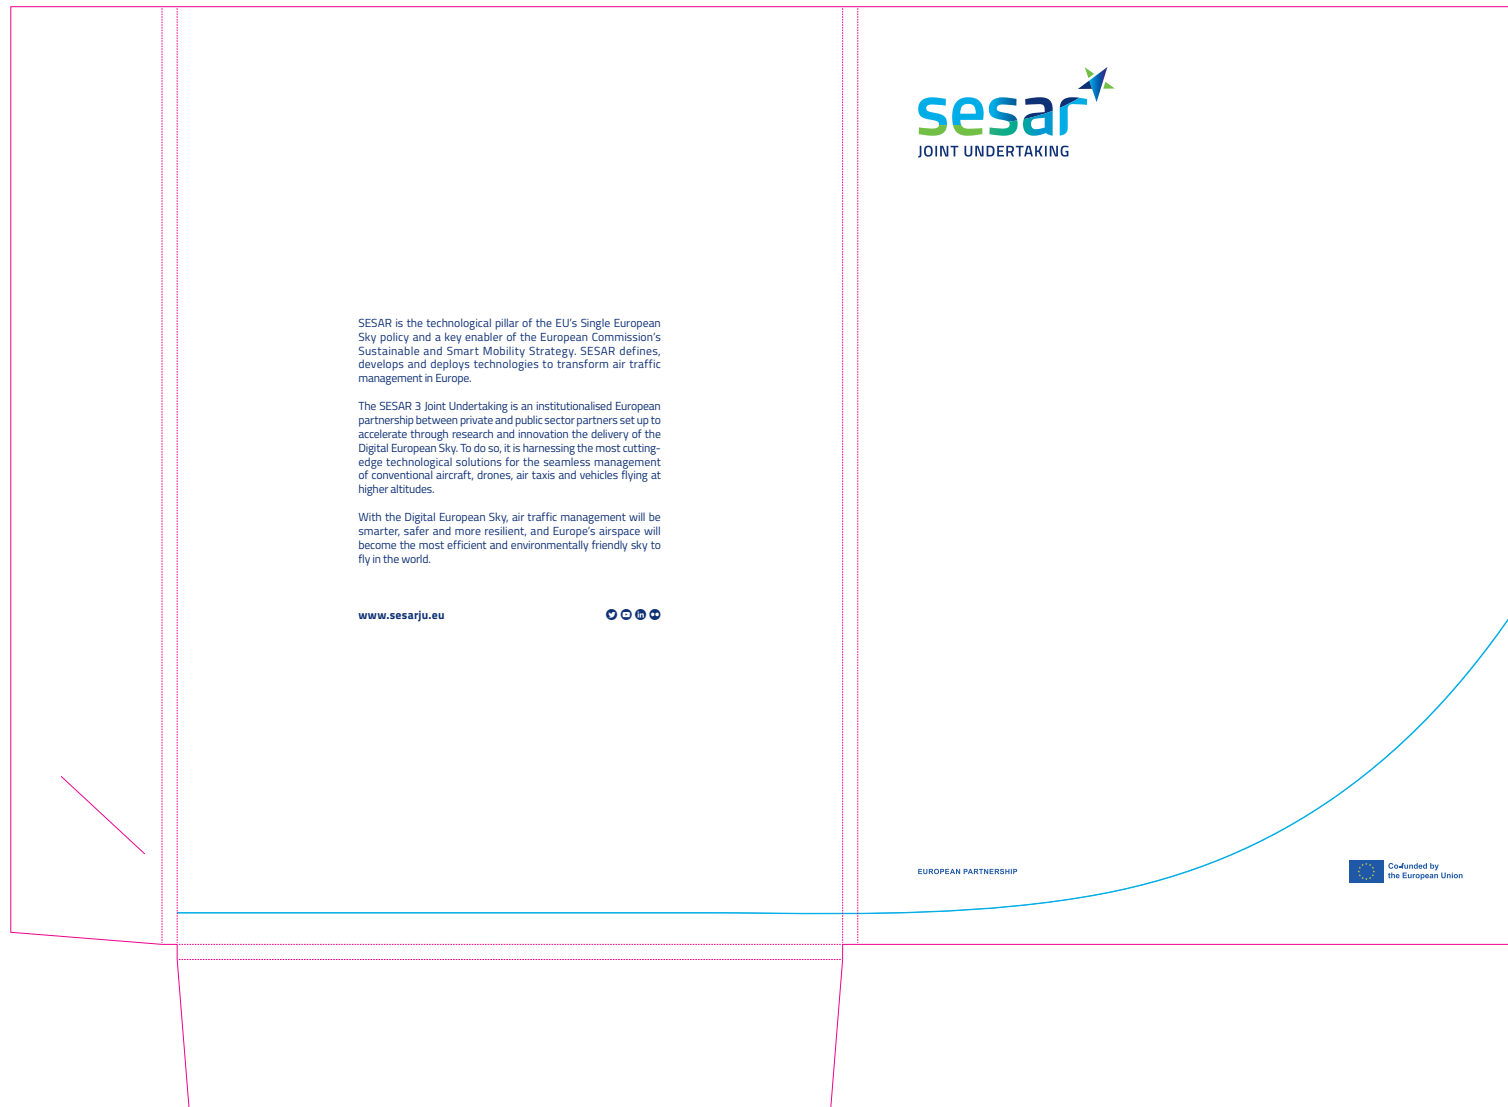 SESAR is the technological pillar of the EU's Single European
Sky policy and a key enabler of the European Commission's
Sustainable and Smart Mobility Strategy. SESAR defines,
develops and deploys technologies to transform air traffic
management in Europe.
The SESAR 3 Joint Undertaking is an institutionalised European
partnership between private and public sector partners set up to
accelerate through research and innovation the delivery of the
Digital European Sky. To do so, it is harnessing the most cutting-
edge technological solutions for the seamless management
of conventional aircraft, drones, air taxis and vehicles flying at
higher altitudes.
With the Digital European Sky, air traffic management will be
smarter, safer and more resilient, and Europe's airspace will
become the most efficient and environmentally friendly sky to
fly in the world.
www.sesarju.eu
in
sesar
JOINT UNDERTAKING
EUROPEAN PARTNERSHIP
Co-funded by
the European Union